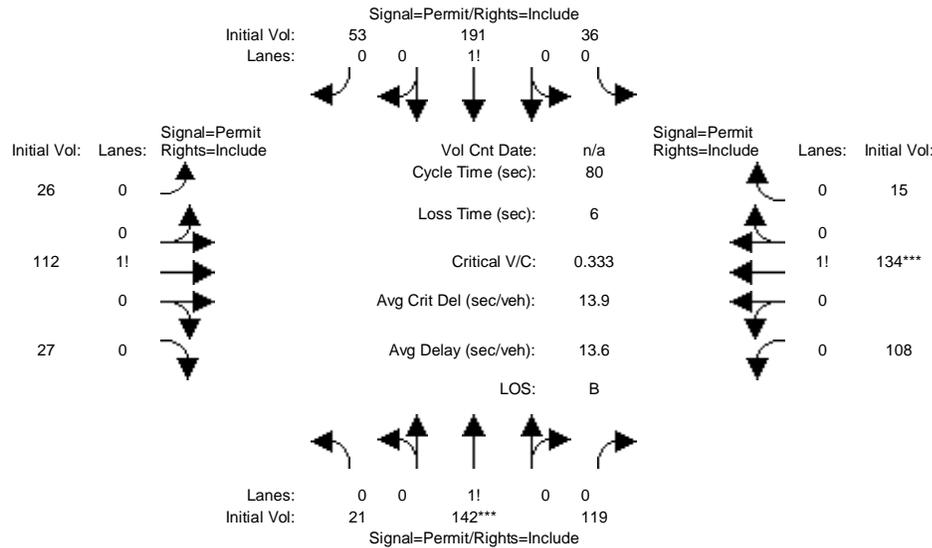 Signal=Permit/Rights=Include
Initial Vol: 53 191 36
Lanes: 0 0 1! 0 0
Signal=Permit
Initial Vol: Lanes: Rights=Include
Vol Cnt Date: n/a
Signal=Permit
Rights=Include Lanes: Initial Vol:
Cycle Time (sec): 80
26 0
0 15
Loss Time (sec): 6
0
0
112 1!
Critical V/C: 0.333
1! 134***
0
Avg Crit Del (sec/veh): 13.9
0
27 0
Avg Delay (sec/veh): 13.6
0 108
LOS: B
Lanes: 0 0 1! 0 0
Initial Vol: 21 142*** 119
Signal=Permit/Rights=Include